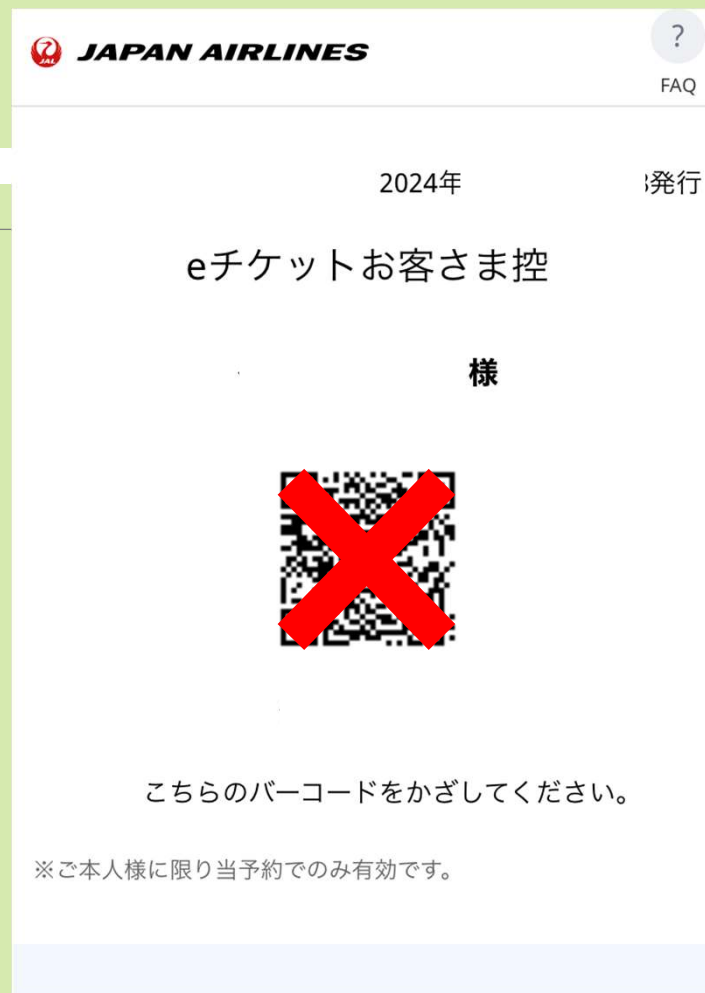 JAL JAPAN AIRLINES
?
FAQ
2024年 発行
eチケットお客さま控
様
こちらのバーコードをかざしてください。
※ご本人様に限り当予約でのみ有効です。